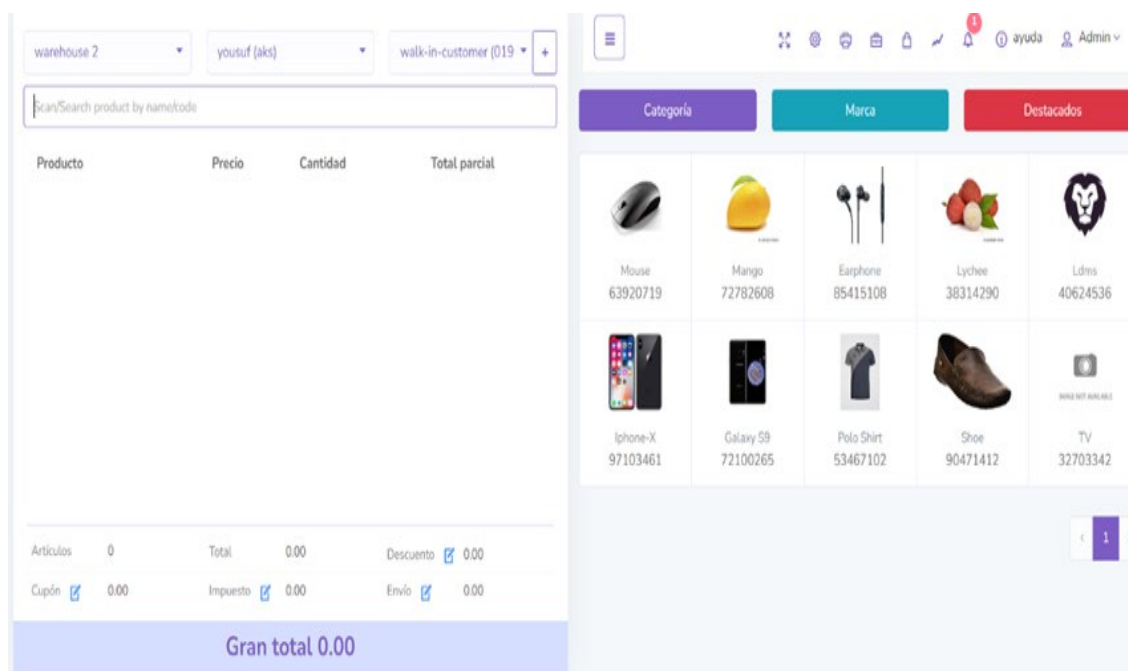 warehouse 2
yousuf (aks)
walk-in-customer (019
+
Scan/Search product by name/code
Producto Precio Cantidad Total parcial
Artículos 0 Total 0.00 Descuento 0.00
Cupón 0.00 Impuesto 0.00 Envío 0.00
Gran total 0.00
1
ayuda Admin
Categoría Marca Destacados
Mouse Mango Earphone Lychee Ldms
63920719 72782608 85415108 38314290 40624536
IMAGE NOT AVAILABLE
Iphone-X Galaxy S9 Polo Shirt Shoe TV
97103461 72100265 53467102 90471412 32703342
‹ 1